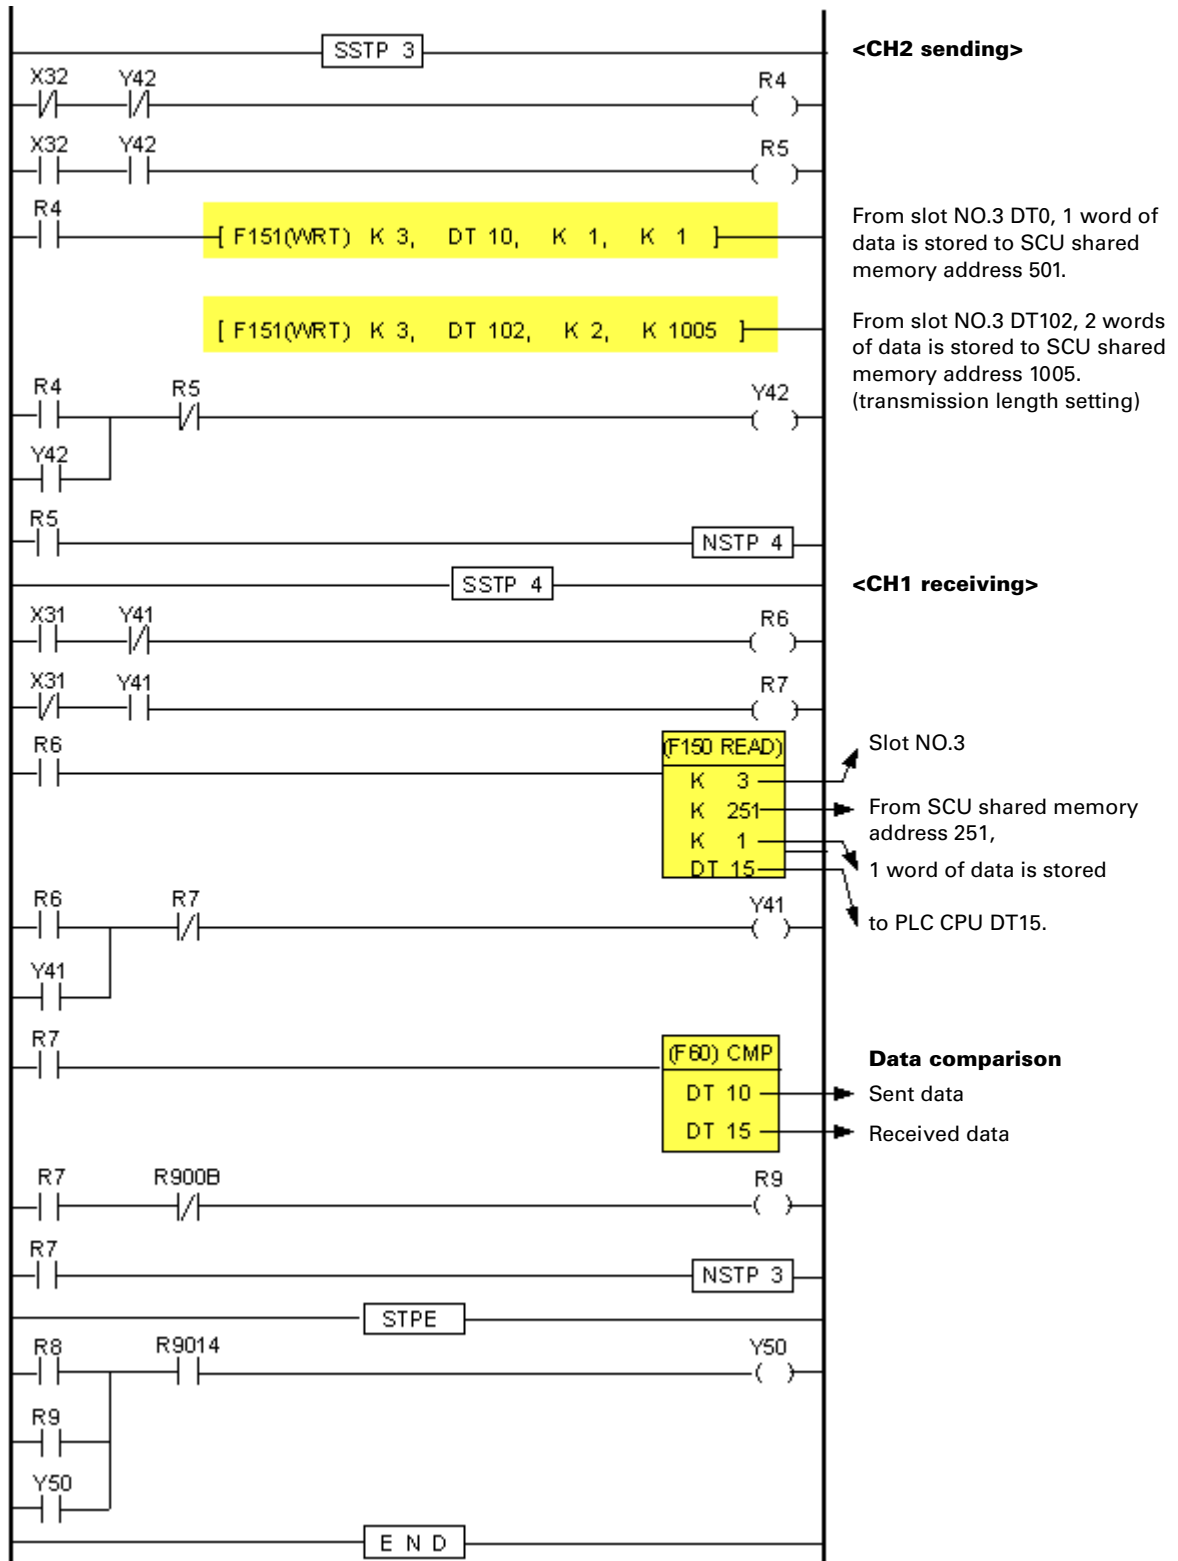 SSTP 3
<CH2 sending>
X32 Y42 R4
X32 Y42 R5
R4
[ F151(WRT) K 3, DT 10, K 1, K 1 ]
From slot NO.3 DT0, 1 word of
data is stored to SCU shared
memory address 501.
[ F151(WRT) K 3, DT 102, K 2, K 1005 ]
From slot NO.3 DT102, 2 words
of data is stored to SCU shared
memory address 1005.
(transmission length setting)
R4 R5 Y42
Y42
R5
NSTP 4
SSTP 4
<CH1 receiving>
X31 Y41 R6
X31 Y41 R7
R6
(F150 READ)
K 3
Slot NO.3
K 251
From SCU shared memory
address 251,
K 1
1 word of data is stored
DT 15
to PLC CPU DT15.
R6 R7 Y41
Y41
R7
(F60) CMP
Data comparison
DT 10
Sent data
DT 15
Received data
R7 R900B R9
R7
NSTP 3
STPE
R8 R9014 Y50
R9
Y50
E N D